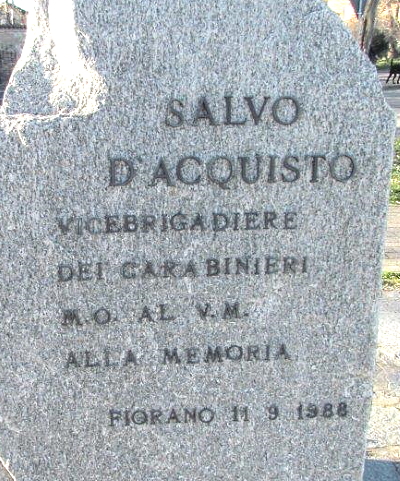 SALVO
D'ACQUISTO
VICEBRIGADIERE
DEI CARABINIERI
M.O. AL V.M.
ALLA MEMORIA
FIORANO 11 9 1988